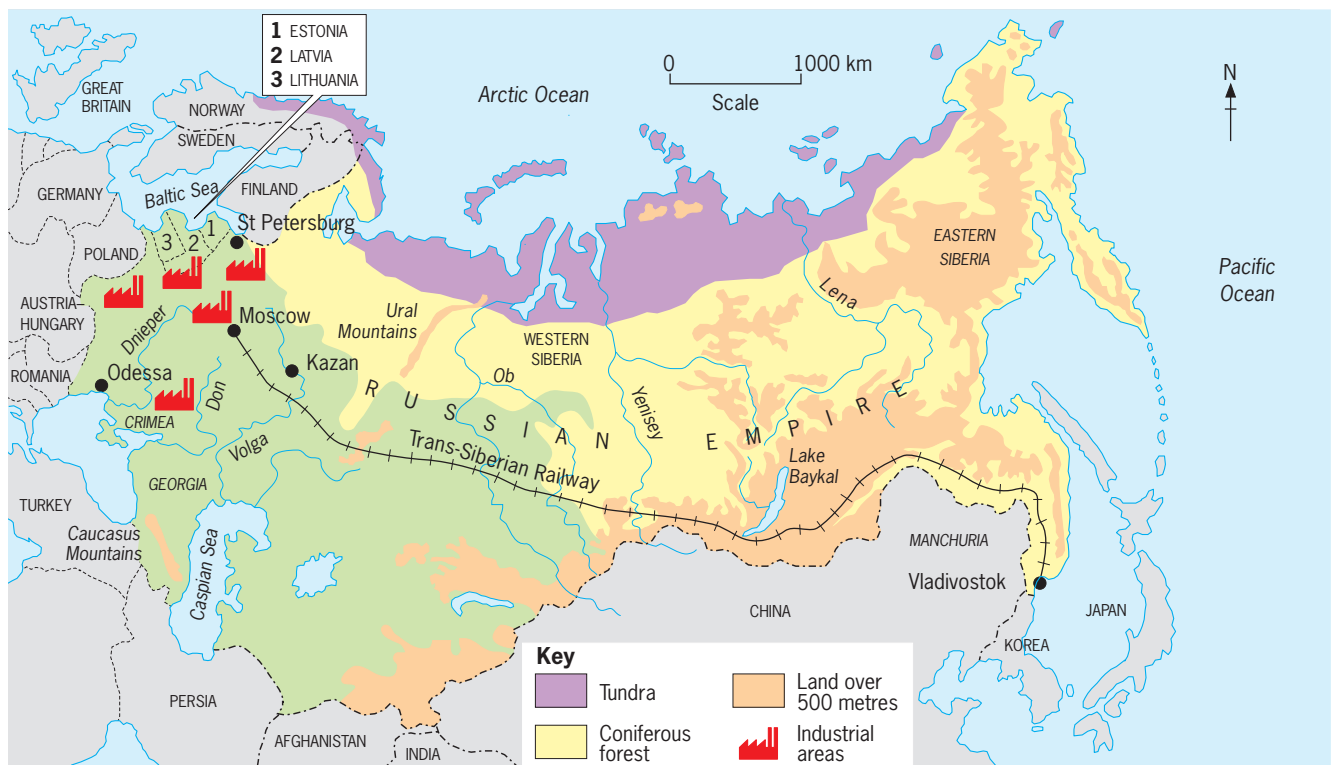 1 ESTONIA
2 LATVIA
3 LITHUANIA
0 1000 km
Scale
N
GREAT
BRITAIN
NORWAY
SWEDEN
Arctic Ocean
GERMANY
Baltic Sea
FINLAND
St Petersburg
1
2
3
POLAND
EASTERN
SIBERIA
Pacific
Ocean
AUSTRIA–
HUNGARY
Dnieper
Moscow
Ural
Mountains
Lena
WESTERN
SIBERIA
ROMANIA
Odessa
Kazan
Don
Ob
Yenisey
RUSSIAN EMPIRE
CRIMEA
Volga
Trans-Siberian Railway
Lake
Baykal
GEORGIA
TURKEY
Caucasus
Mountains
Caspian Sea
MANCHURIA
Vladivostok
CHINA
JAPAN
KOREA
PERSIA
AFGHANISTAN
INDIA
Key
Tundra
Land over
500 metres
Coniferous
forest
Industrial
areas